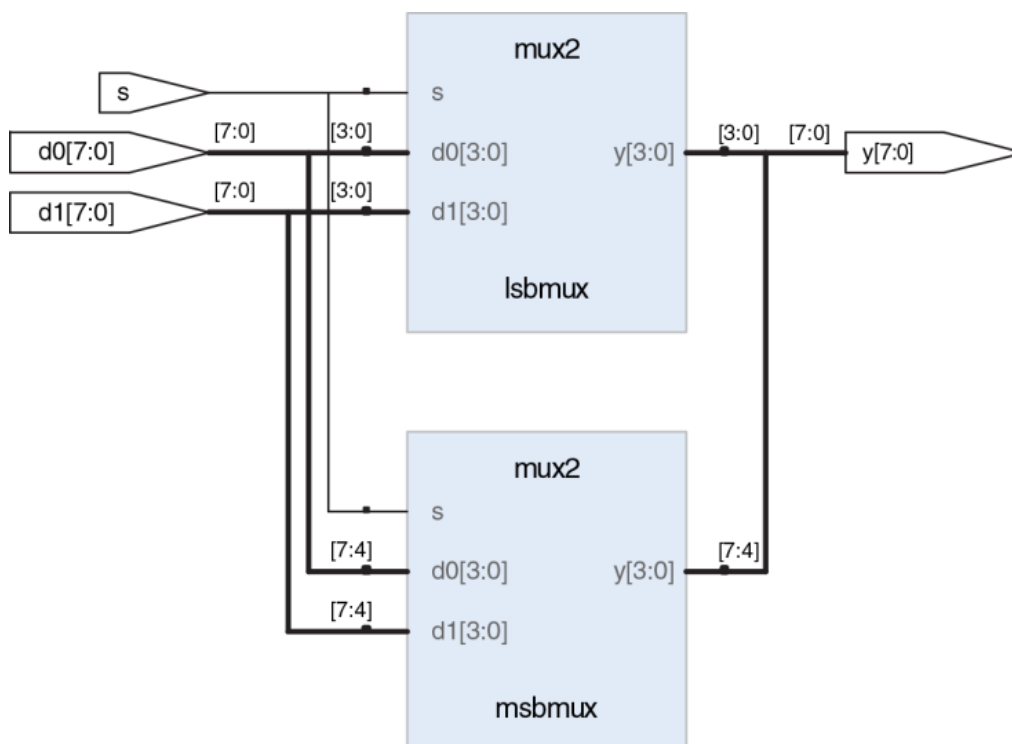 mux2
s
s
[7:0]
[3:0]
[3:0]
[7:0]
d0[7:0]
d0[3:0]
y[3:0]
y[7:0]
[7:0]
[3:0]
d1[7:0]
d1[3:0]
lsbmux
mux2
s
[7:4]
[7:4]
d0[3:0]
y[3:0]
[7:4]
d1[3:0]
msbmux